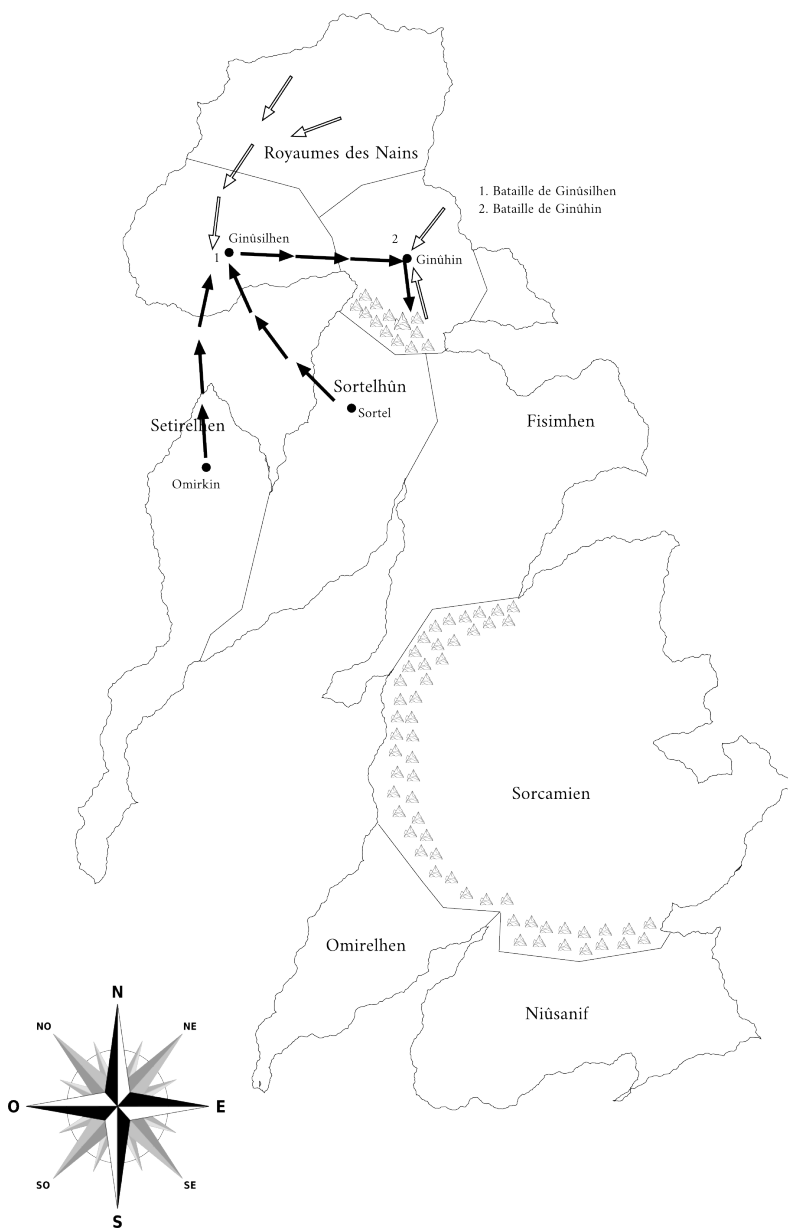 Royaumes des Nains
1. Bataille de Ginûsilhen
2. Bataille de Ginûhin
Ginûsilhen
1
2
Ginûhin
Sortelhûn
Sortel
Setirelhen
Omirkin
Fisimhen
Sorcamien
Omirelhen
Niûsanif
N
NO
NE
O
E
SO
SE
S